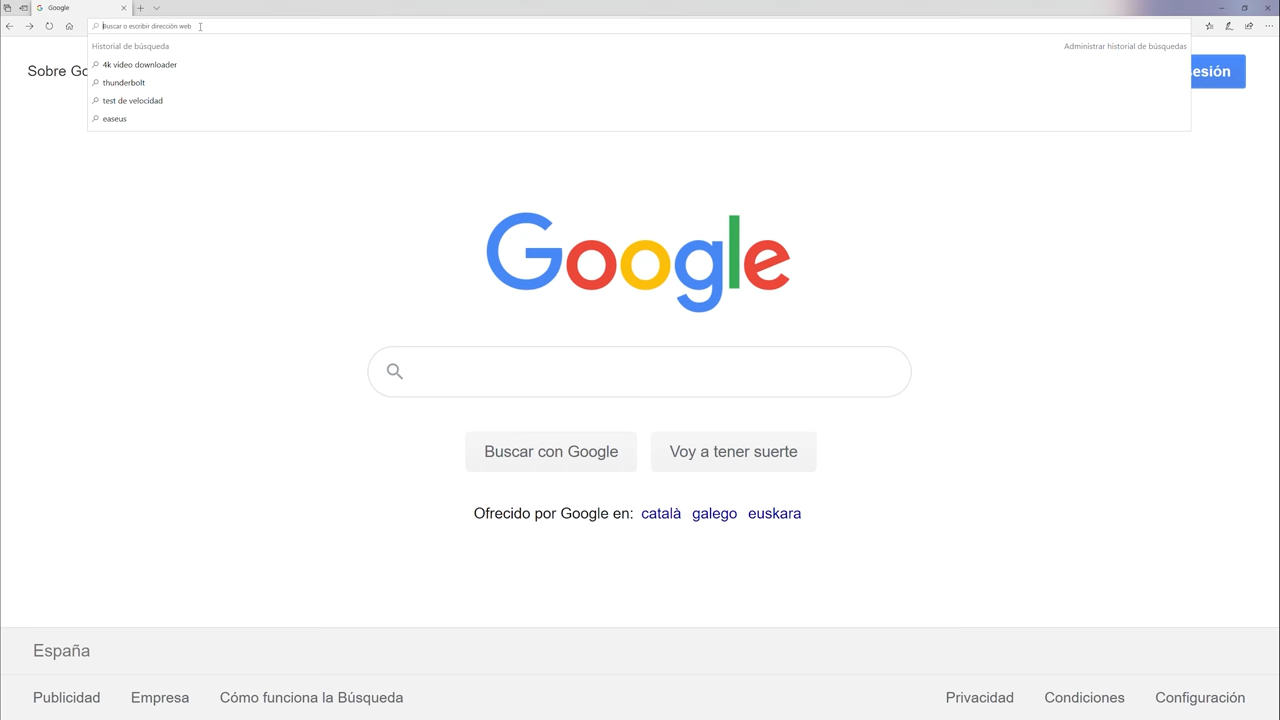 Google
Buscar o escribir dirección web
Historial de búsqueda
Administrar historial de búsquedas
4k video downloader
thunderbolt
test de velocidad
easeus
Sobre Go
esión
Google
Buscar con Google
Voy a tener suerte
Ofrecido por Google en: català galego euskara
España
Publicidad
Empresa
Cómo funciona la Búsqueda
Privacidad
Condiciones
Configuración